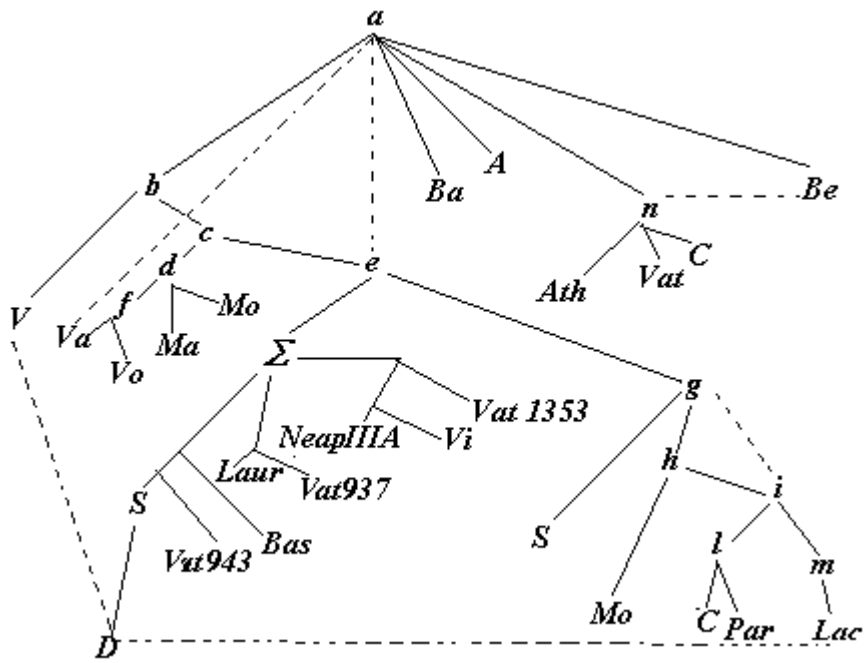 a
b
Ba
A
n
Be
c
d
e
Ath
Vat
C
V
Va
f
Mo
Ma
Vo
Σ
Vat 1353
g
NeapIIIA
Vi
Laur
Vat937
h
i
S
Vat943
Bas
S
l
m
Mo
C
Par
Lac
D